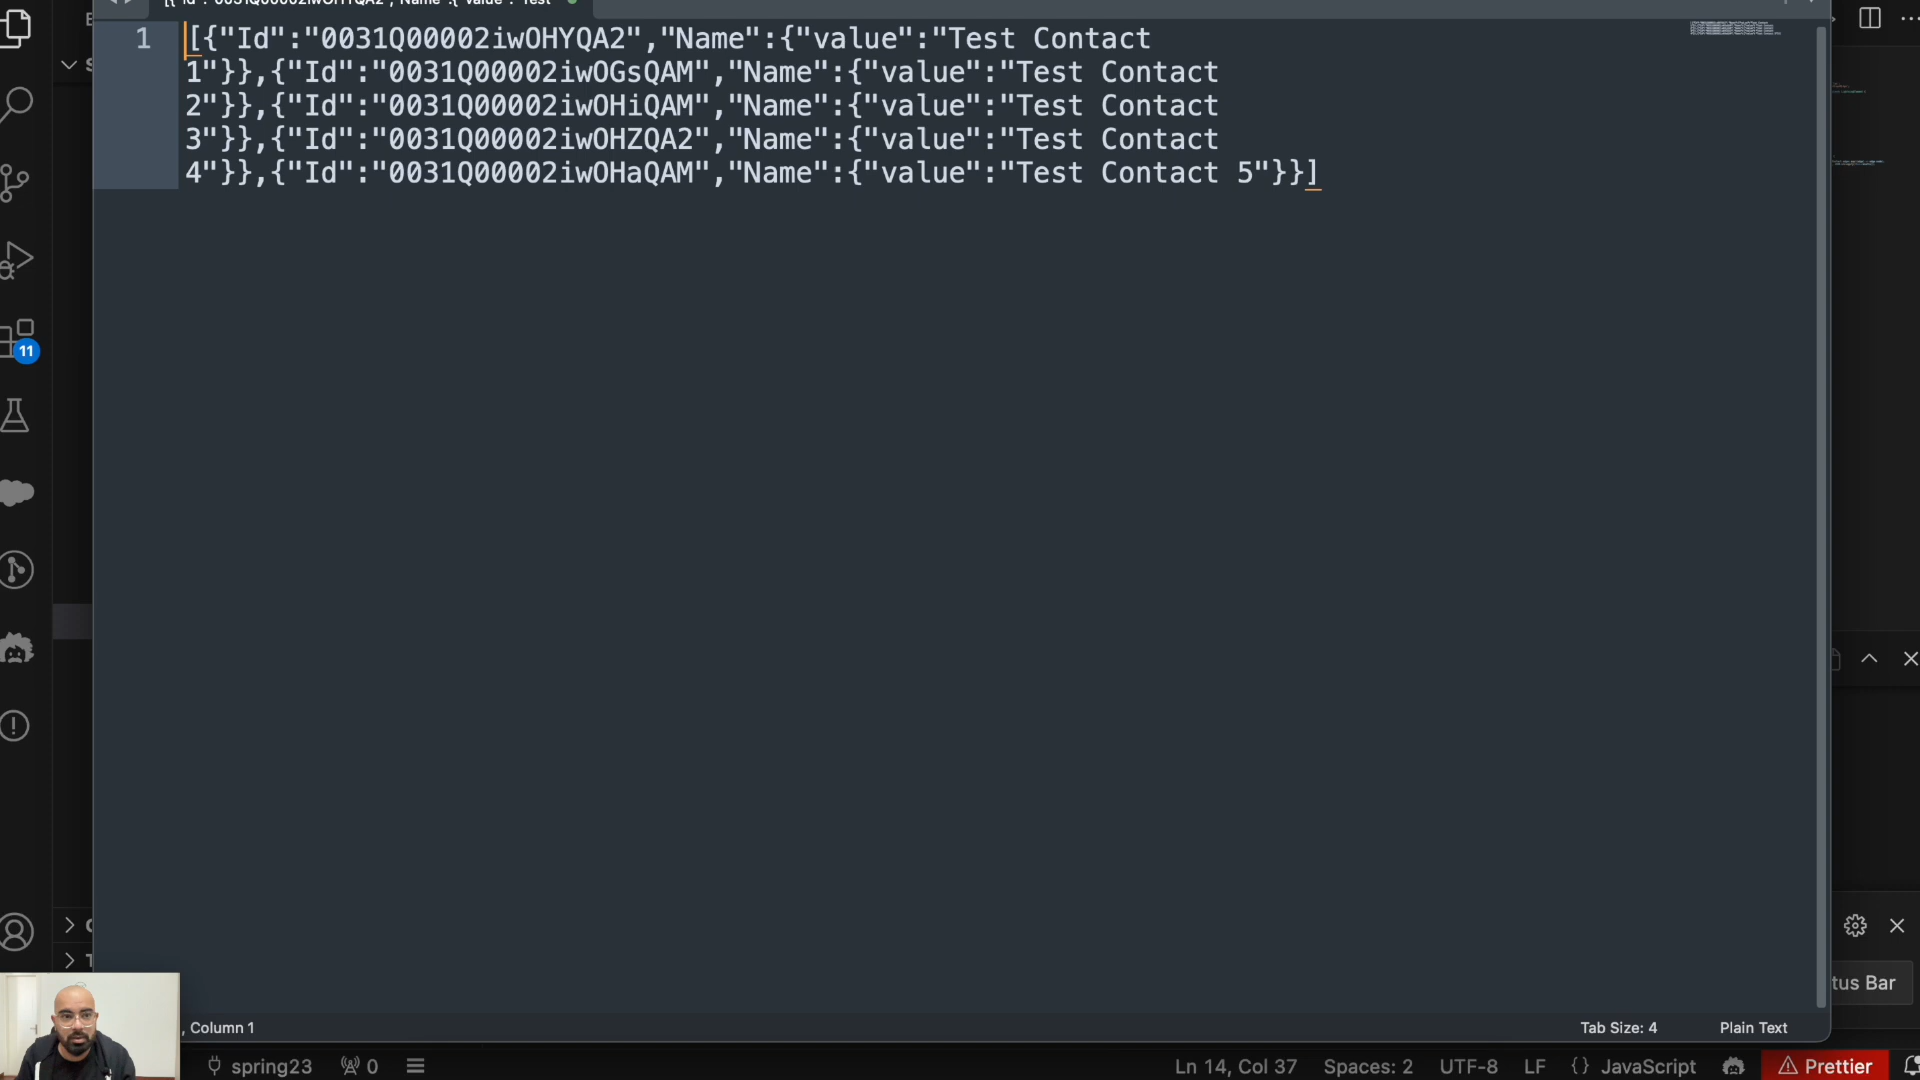 1
[{"Id":"0031Q00002iwOHYQA2","Name":{"value":"Test Contact
1"}},{"Id":"0031Q00002iwOGsQAM","Name":{"value":"Test Contact
2"}},{"Id":"0031Q00002iwOHiQAM","Name":{"value":"Test Contact
3"}},{"Id":"0031Q00002iwOHZQA2","Name":{"value":"Test Contact
4"}},{"Id":"0031Q00002iwOHaQAM","Name":{"value":"Test Contact 5"}}]
11
tus Bar
, Column 1
Tab Size: 4
Plain Text
spring23
0
Ln 14, Col 37
Spaces: 2
UTF-8
LF
{} JavaScript
Prettier